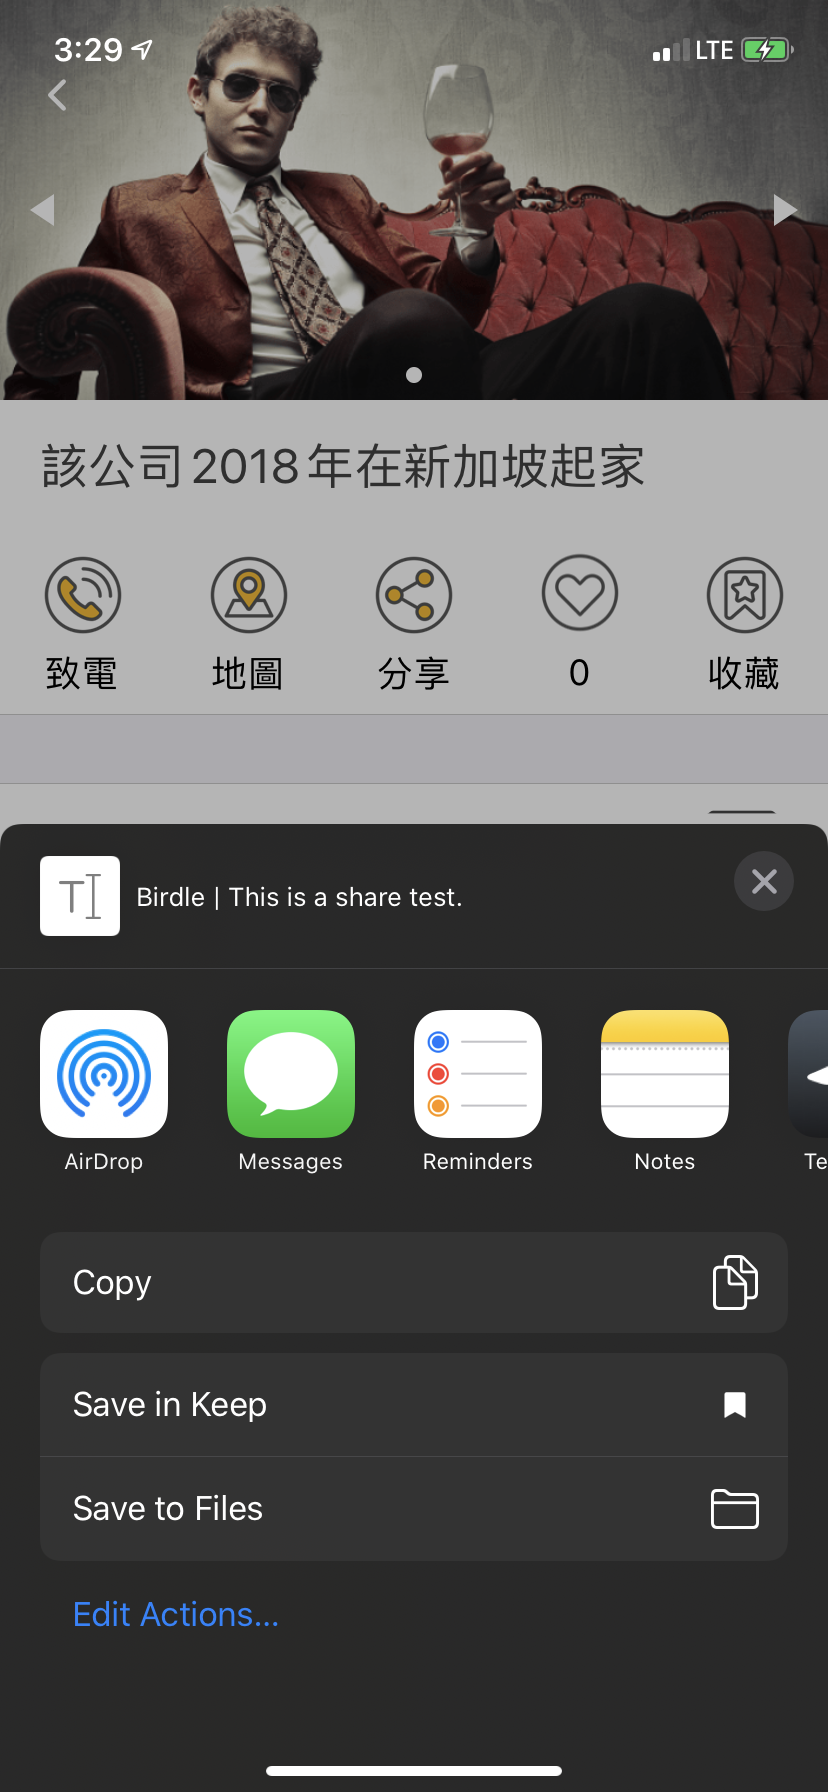 3:29 LTE
該公司2018年在新加坡起家
致電 地圖 分享 0 收藏
TI
Birdle | This is a share test.
AirDrop Messages Reminders Notes Te
Copy
Save in Keep
Save to Files
Edit Actions...